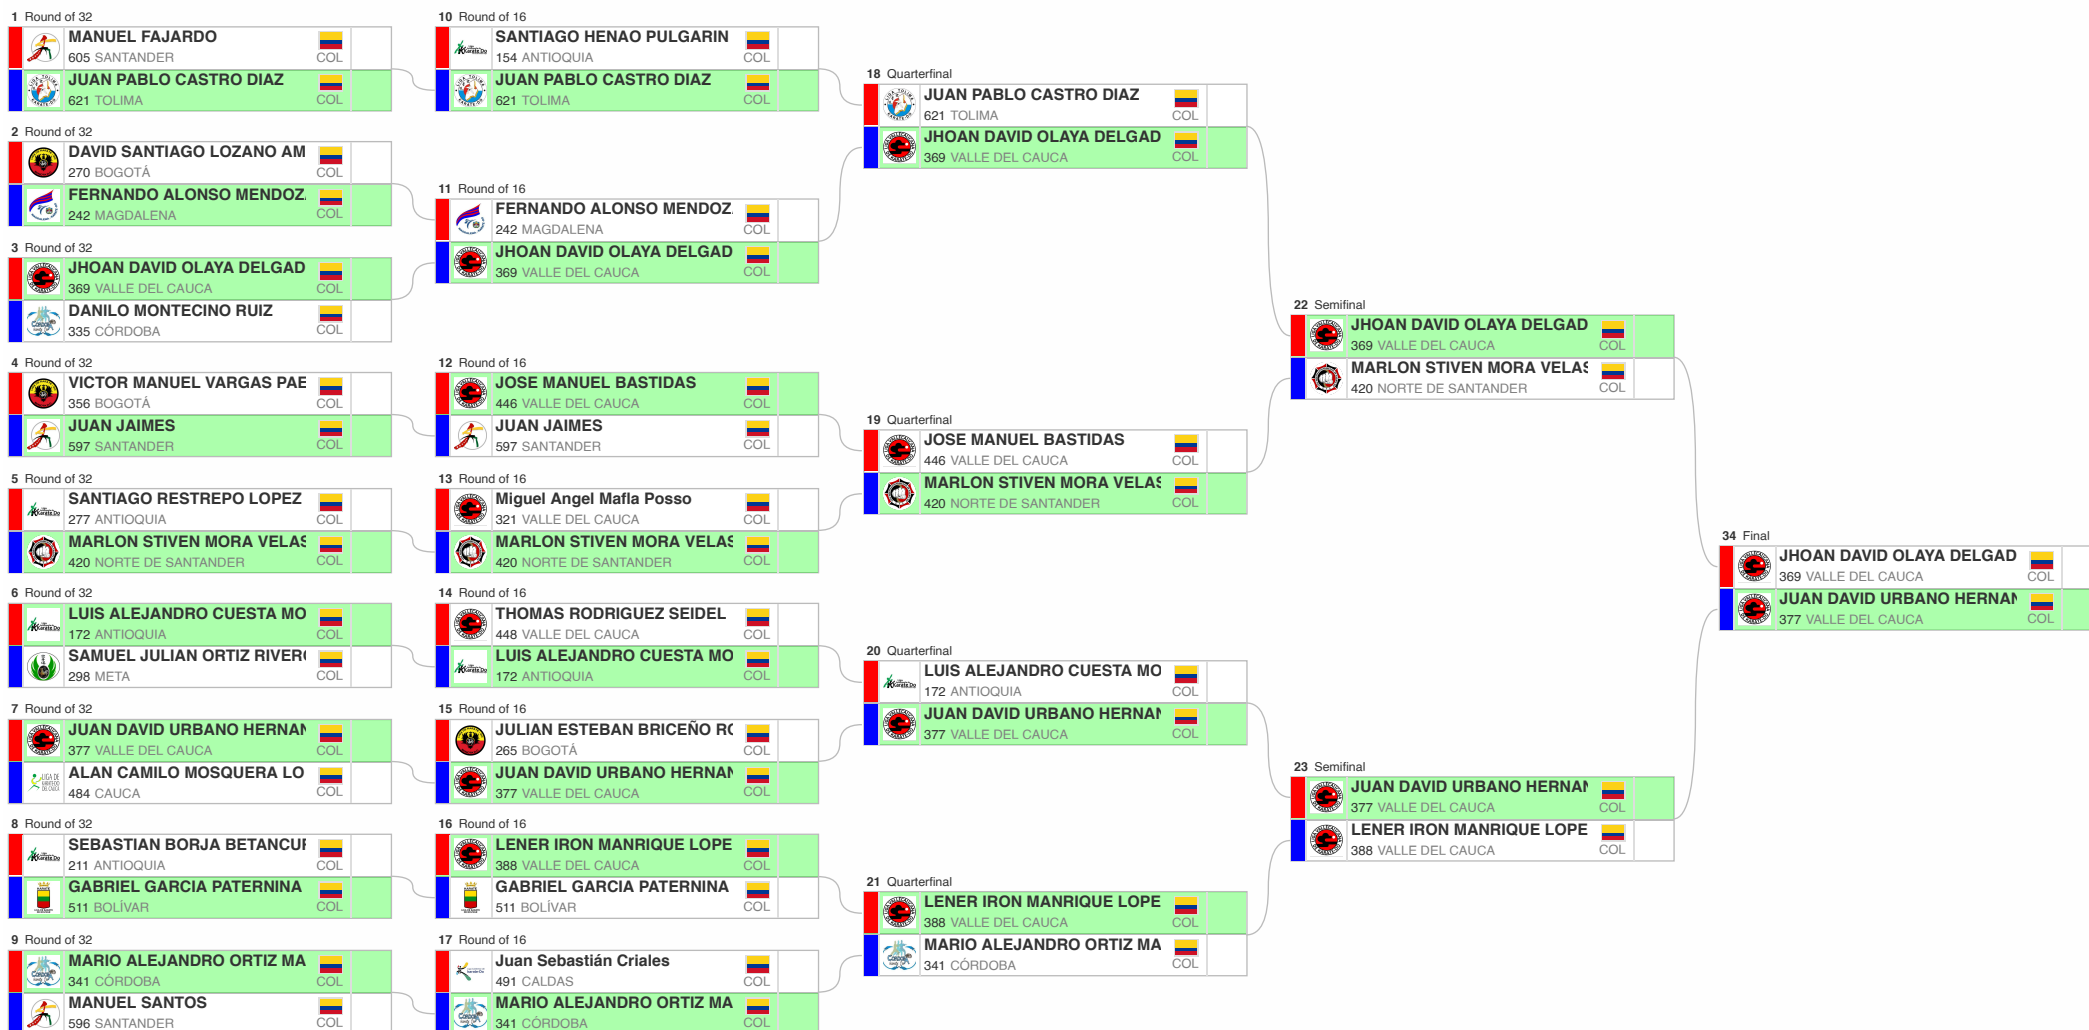 1 Round of 32
MANUEL FAJARDO
605 SANTANDER COL
JUAN PABLO CASTRO DIAZ
621 TOLIMA COL
2 Round of 32
DAVID SANTIAGO LOZANO AM
270 BOGOTÁ COL
FERNANDO ALONSO MENDOZ
242 MAGDALENA COL
3 Round of 32
JHOAN DAVID OLAYA DELGAD
369 VALLE DEL CAUCA COL
DANILO MONTECINO RUIZ
335 CÓRDOBA COL
4 Round of 32
VICTOR MANUEL VARGAS PAE
356 BOGOTÁ COL
JUAN JAIMES
597 SANTANDER COL
5 Round of 32
SANTIAGO RESTREPO LOPEZ
277 ANTIOQUIA COL
MARLON STIVEN MORA VELAS
420 NORTE DE SANTANDER COL
6 Round of 32
LUIS ALEJANDRO CUESTA MO
172 ANTIOQUIA COL
SAMUEL JULIAN ORTIZ RIVER
298 META COL
7 Round of 32
JUAN DAVID URBANO HERNAN
377 VALLE DEL CAUCA COL
ALAN CAMILO MOSQUERA LO
484 CAUCA COL
8 Round of 32
SEBASTIAN BORJA BETANCUR
211 ANTIOQUIA COL
GABRIEL GARCIA PATERNINA
511 BOLÍVAR COL
9 Round of 32
MARIO ALEJANDRO ORTIZ MA
341 CÓRDOBA COL
MANUEL SANTOS
596 SANTANDER COL
10 Round of 16
SANTIAGO HENAO PULGARIN
154 ANTIOQUIA COL
JUAN PABLO CASTRO DIAZ
621 TOLIMA COL
11 Round of 16
FERNANDO ALONSO MENDOZ
242 MAGDALENA COL
JHOAN DAVID OLAYA DELGAD
369 VALLE DEL CAUCA COL
12 Round of 16
JOSE MANUEL BASTIDAS
446 VALLE DEL CAUCA COL
JUAN JAIMES
597 SANTANDER COL
13 Round of 16
Miguel Angel Mafla Posso
321 VALLE DEL CAUCA COL
MARLON STIVEN MORA VELAS
420 NORTE DE SANTANDER COL
14 Round of 16
THOMAS RODRIGUEZ SEIDEL
448 VALLE DEL CAUCA COL
LUIS ALEJANDRO CUESTA MO
172 ANTIOQUIA COL
15 Round of 16
JULIAN ESTEBAN BRICEÑO RO
265 BOGOTÁ COL
JUAN DAVID URBANO HERNAN
377 VALLE DEL CAUCA COL
16 Round of 16
LENER IRON MANRIQUE LOPE
388 VALLE DEL CAUCA COL
GABRIEL GARCIA PATERNINA
511 BOLÍVAR COL
17 Round of 16
Juan Sebastián Criales
491 CALDAS COL
MARIO ALEJANDRO ORTIZ MA
341 CÓRDOBA COL
18 Quarterfinal
JUAN PABLO CASTRO DIAZ
621 TOLIMA COL
JHOAN DAVID OLAYA DELGAD
369 VALLE DEL CAUCA COL
19 Quarterfinal
JOSE MANUEL BASTIDAS
446 VALLE DEL CAUCA COL
MARLON STIVEN MORA VELAS
420 NORTE DE SANTANDER COL
20 Quarterfinal
LUIS ALEJANDRO CUESTA MO
172 ANTIOQUIA COL
JUAN DAVID URBANO HERNAN
377 VALLE DEL CAUCA COL
21 Quarterfinal
LENER IRON MANRIQUE LOPE
388 VALLE DEL CAUCA COL
MARIO ALEJANDRO ORTIZ MA
341 CÓRDOBA COL
22 Semifinal
JHOAN DAVID OLAYA DELGAD
369 VALLE DEL CAUCA COL
MARLON STIVEN MORA VELAS
420 NORTE DE SANTANDER COL
23 Semifinal
JUAN DAVID URBANO HERNAN
377 VALLE DEL CAUCA COL
LENER IRON MANRIQUE LOPE
388 VALLE DEL CAUCA COL
34 Final
JHOAN DAVID OLAYA DELGAD
369 VALLE DEL CAUCA COL
JUAN DAVID URBANO HERNAN
377 VALLE DEL CAUCA COL